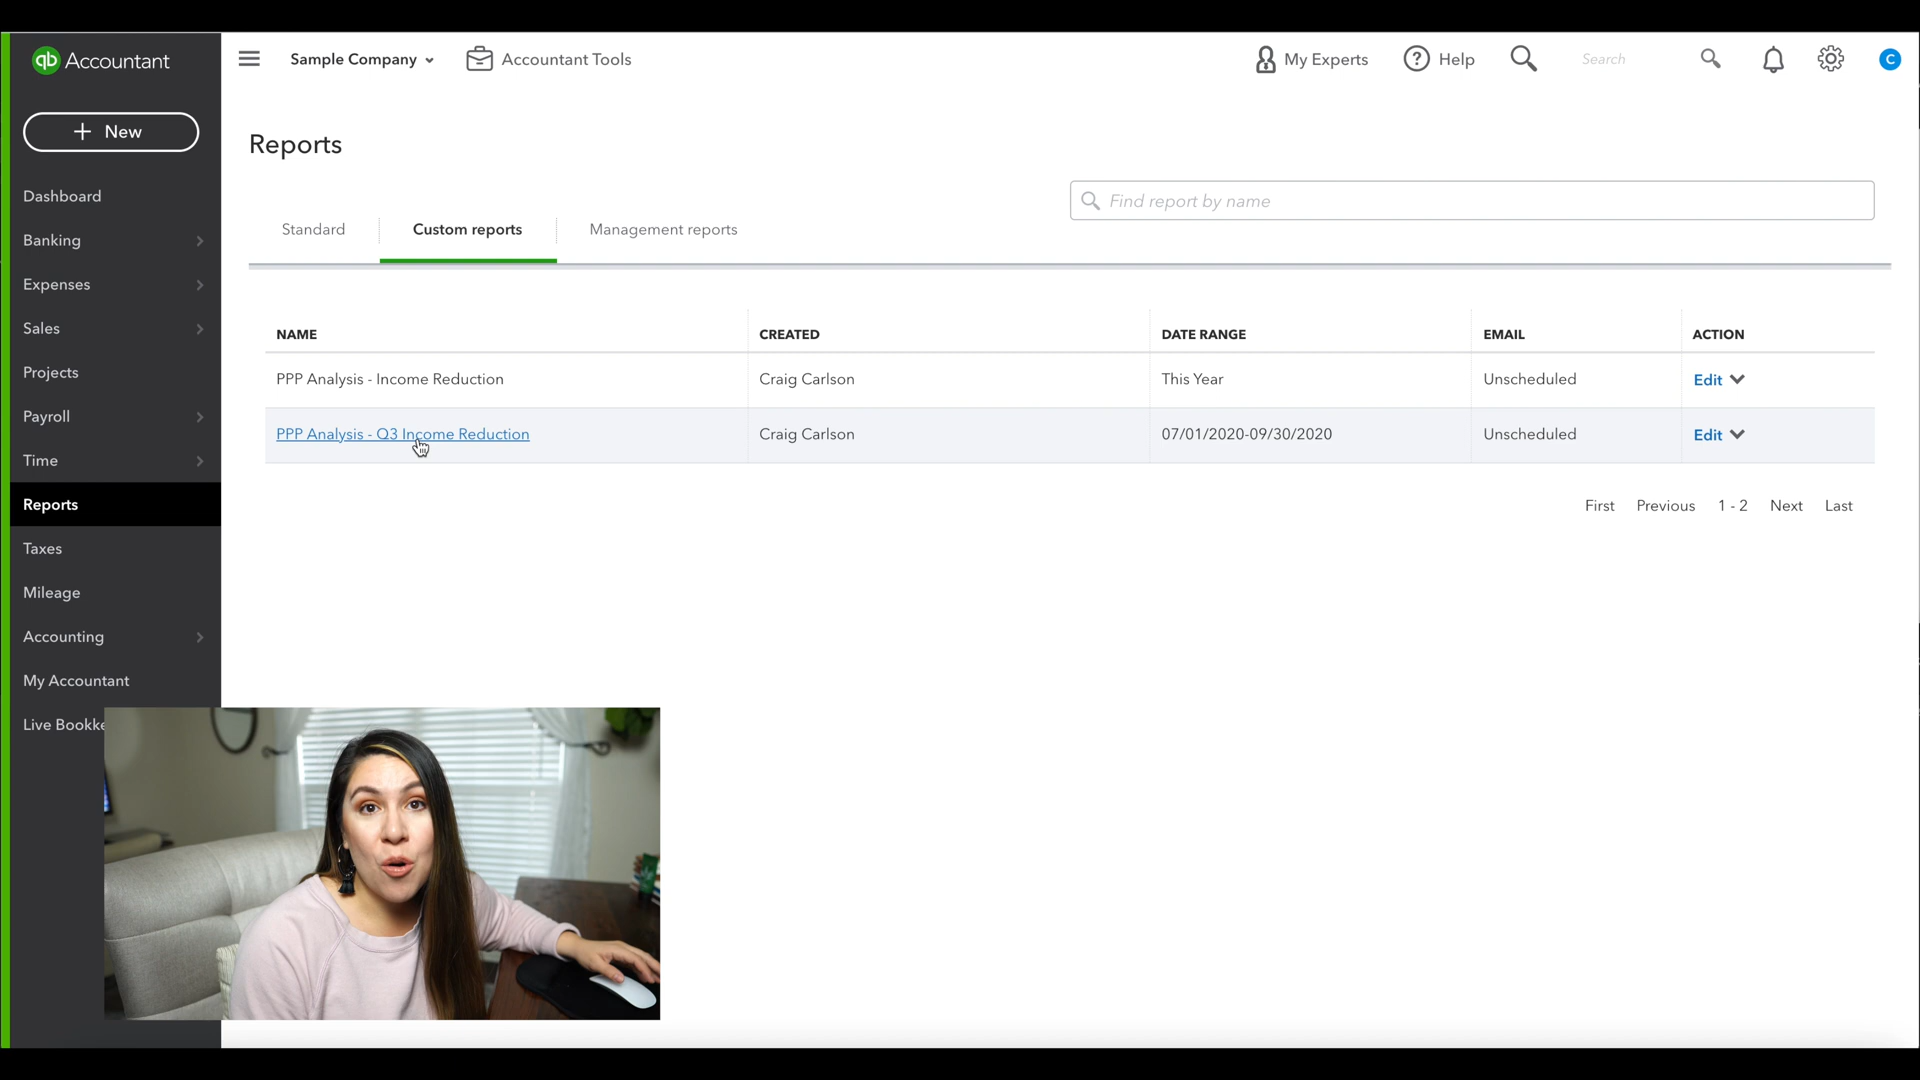 qb Accountant
Sample Company
Accountant Tools
My Experts
? Help
Search
C
+ New
Dashboard
Banking
Expenses
Sales
Projects
Payroll
Time
Reports
Taxes
Mileage
Accounting
My Accountant
Live Bookke
Reports
Find report by name
Standard
Custom reports
Management reports
NAME CREATED DATE RANGE EMAIL ACTION
PPP Analysis - Income Reduction Craig Carlson This Year Unscheduled Edit
PPP Analysis - Q3 Income Reduction Craig Carlson 07/01/2020-09/30/2020 Unscheduled Edit
First Previous 1 - 2 Next Last